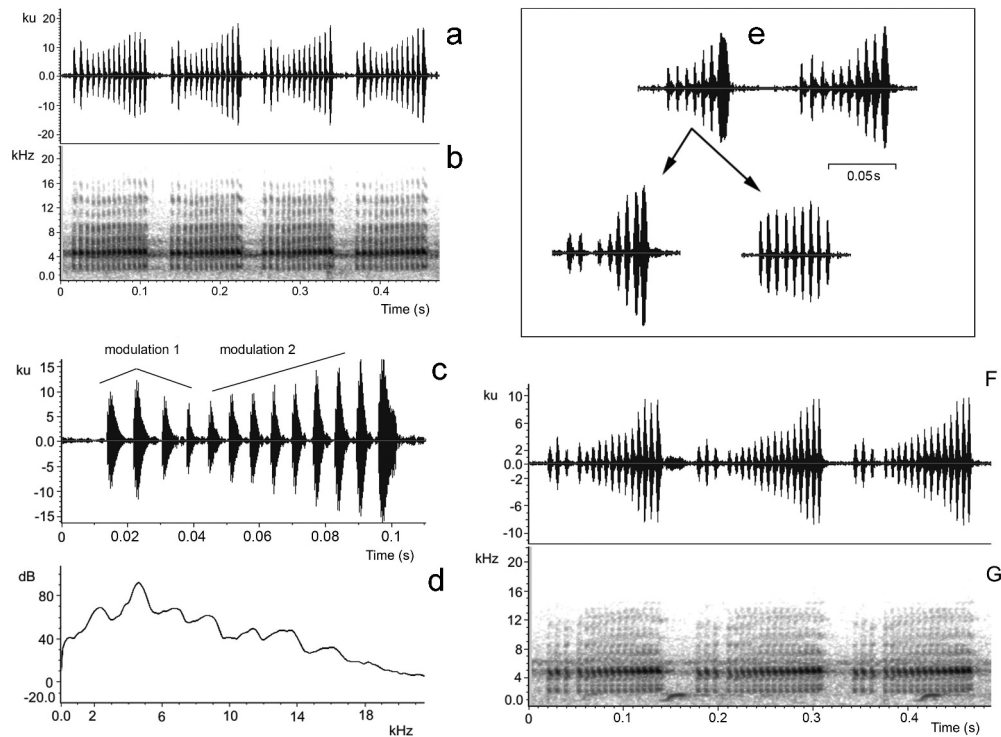 ku
20
10
0.0
-10
-20
a
kHz
20
16
12
8
4
0.0
b
0 0.1 0.2 0.3 0.4
Time (s)
modulation 1 modulation 2
ku
15
10
5
0.0
-5
-10
-15
c
0 0.02 0.04 0.06 0.08 0.1
Time (s)
dB
80
40
0
-20.0
d
0.0 2 6 10 14 18
kHz
e
0.05s
ku
10
6
2
0.0
-2
-6
-10
F
kHz
16
12
8
4
0.0
G
0 0.1 0.2 0.3 0.4
Time (s)